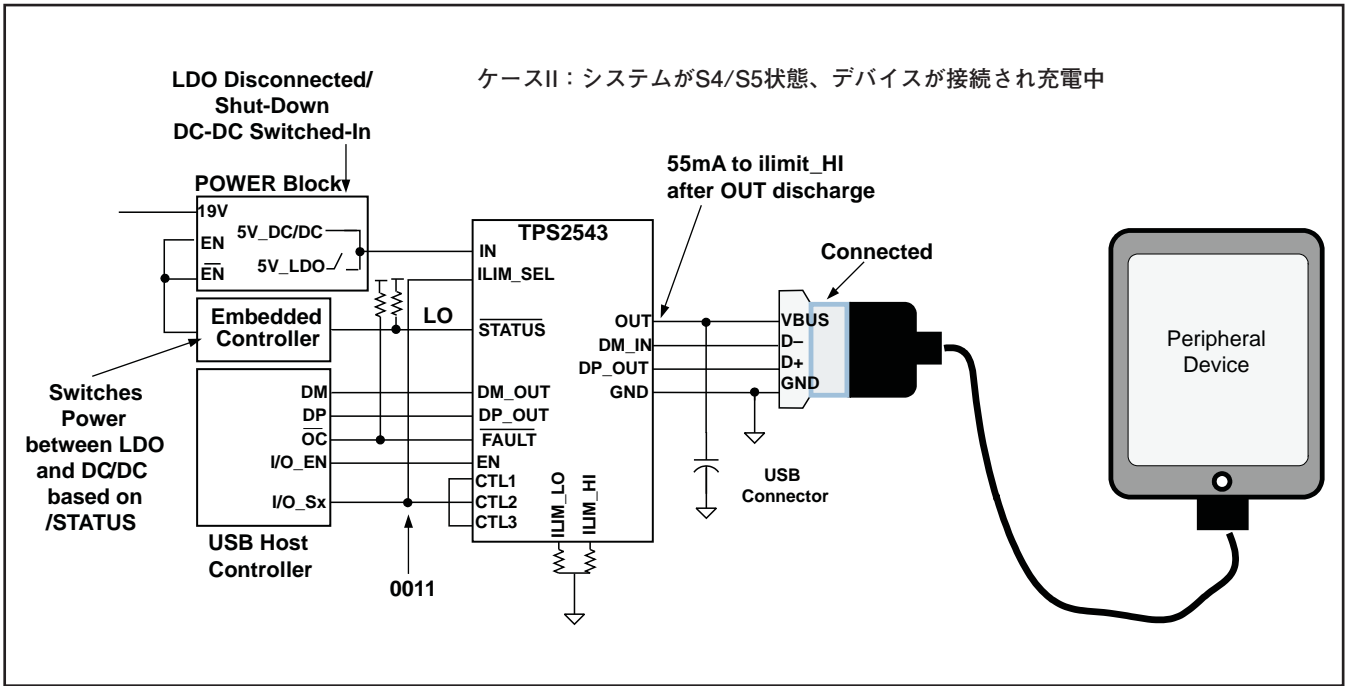 ケースII：システムがS4/S5状態、デバイスが接続され充電中
LDO Disconnected/
Shut-Down
DC-DC Switched-In
POWER Block
19V
EN
EN
5V_DC/DC
5V_LDO
Embedded
Controller
Switches
Power
between LDO
and DC/DC
based on
/STATUS
DM
DP
OC
I/O_EN
I/O_Sx
USB Host
Controller
LO
0011
TPS2543
IN
ILIM_SEL
STATUS
DM_OUT
DP_OUT
FAULT
EN
CTL1
CTL2
CTL3
ILIM_LO
ILIM_HI
OUT
DM_IN
DP_OUT
GND
55mA to ilimit_HI
after OUT discharge
Connected
VBUS
D−
D+
GND
USB
Connector
Peripheral
Device